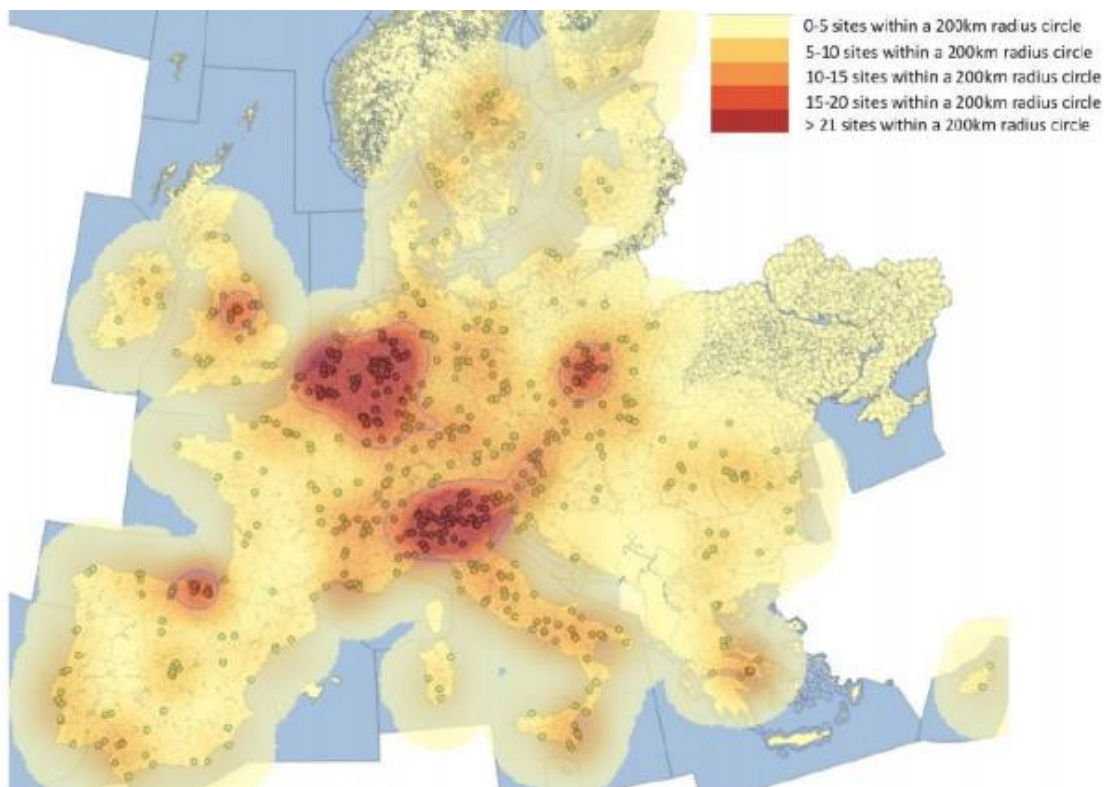 0-5 sites within a 200km radius circle
5-10 sites within a 200km radius circle
10-15 sites within a 200km radius circle
15-20 sites within a 200km radius circle
> 21 sites within a 200km radius circle